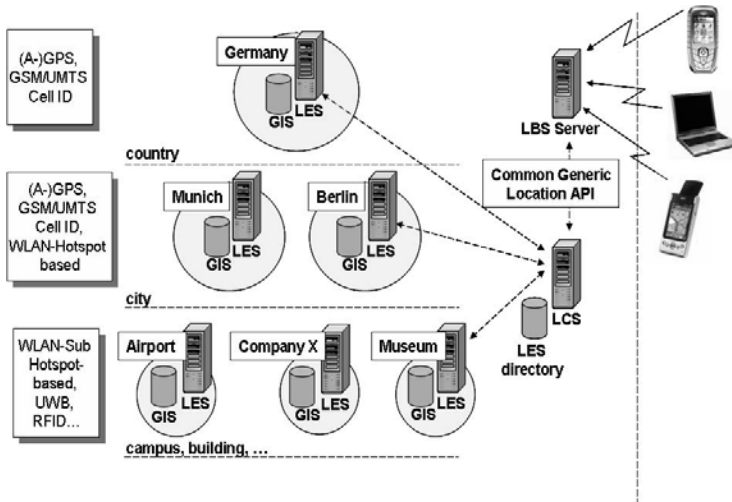 (A-)GPS,
GSM/UMTS
Cell ID
Germany
GIS
LES
country
(A-)GPS,
GSM/UMTS
Cell ID,
WLAN-Hotspot
based
Munich
GIS
LES
Berlin
GIS
LES
city
WLAN-Sub
Hotspot-
based,
UWB,
RFID...
Airport
GIS
LES
Company X
GIS
LES
Museum
GIS
LES
campus, building, ...
LBS Server
Common Generic
Location API
LCS
LES
directory